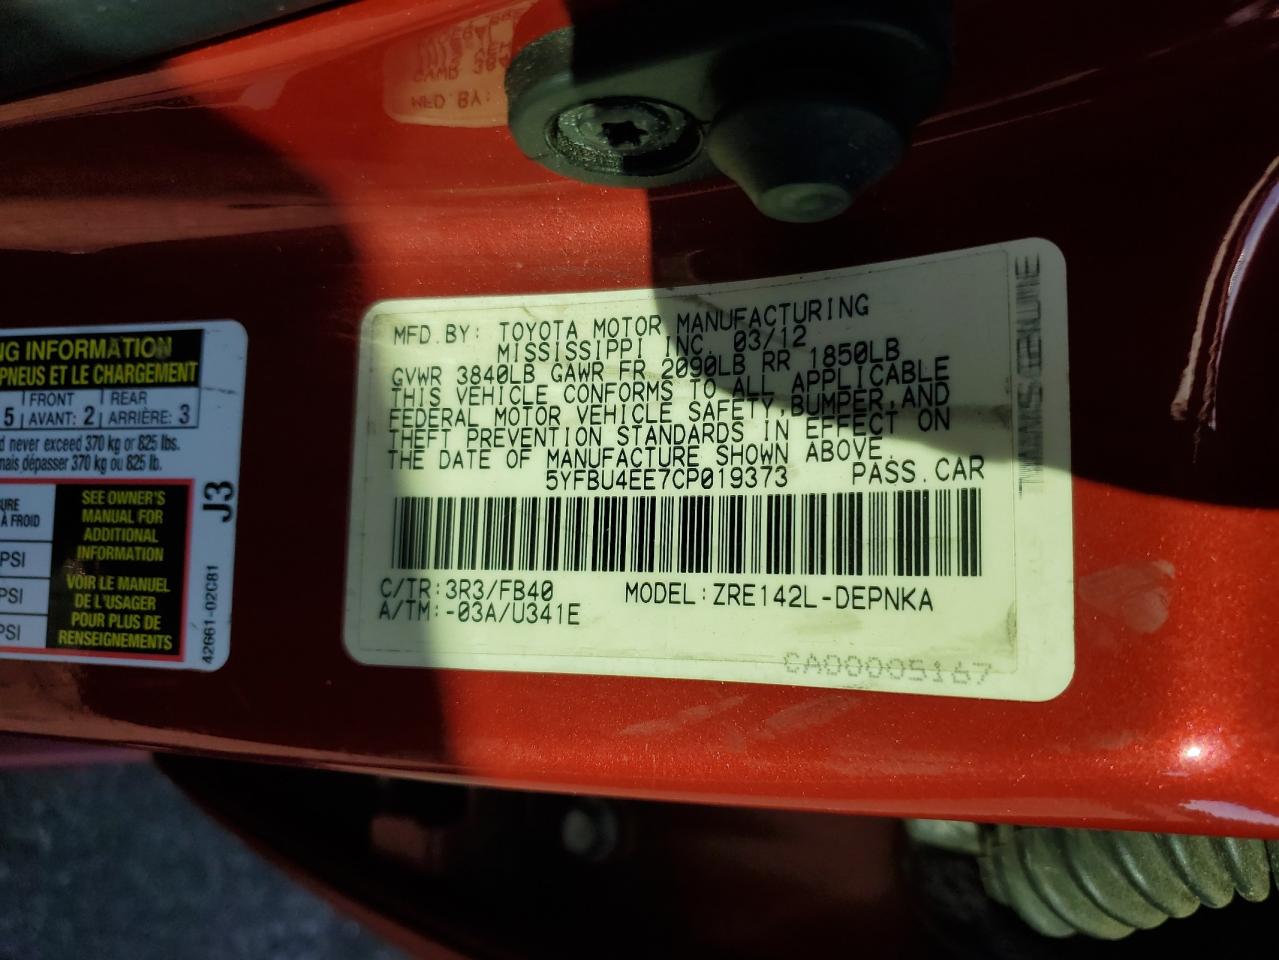 NG INFORMATION
PNEUS ET LE CHARGEMENT
5 FRONT AVANT: 2 REAR ARRIÈRE: 3
never exceed 370 kg or 825 lbs.
mais dépasser 370 kg ou 825 lb.
À FROID
PSI
PSI
PSI
SEE OWNER'S
MANUAL FOR
ADDITIONAL
INFORMATION
VOIR LE MANUEL
DE L'USAGER
POUR PLUS DE
RENSEIGNEMENTS
J3
42661-02C81
MFD.BY: TOYOTA MOTOR MANUFACTURING
MISSISSIPPI INC. 03/12
GVWR 3840LB GAWR FR 2090LB RR 1850LB
THIS VEHICLE CONFORMS TO ALL APPLICABLE
FEDERAL MOTOR VEHICLE SAFETY,BUMPER,AND
THEFT PREVENTION STANDARDS IN EFFECT ON
THE DATE OF MANUFACTURE SHOWN ABOVE.
5YFBU4EE7CP019373 PASS.CAR
C/TR:3R3/FB40 MODEL:ZRE142L-DEPNKA
A/TM:-03A/U341E
CA00005167
MFD.BY: